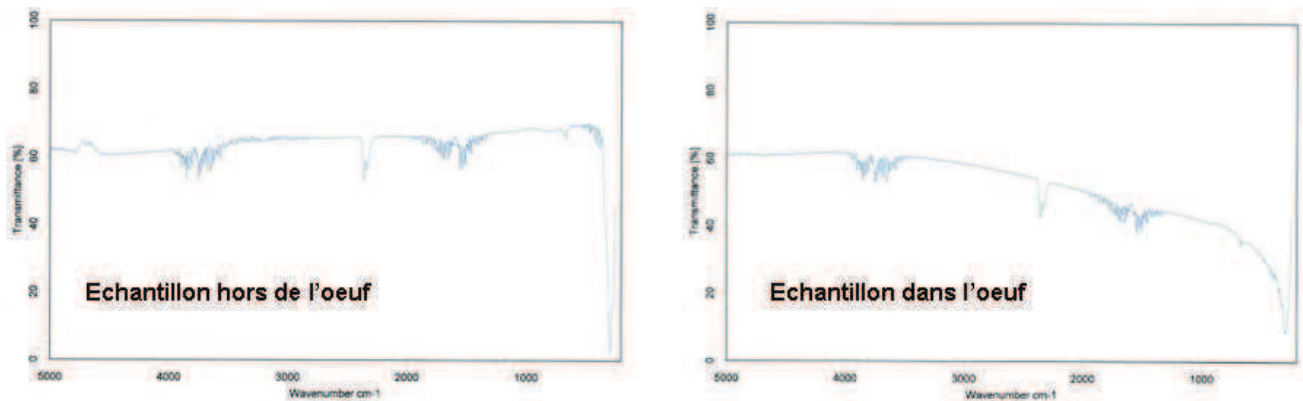 100
80
60
40
20
0
Transmittance [%]
Echantillon hors de l'oeuf
5000 4000 3000 2000 1000
Wavenumber cm-1
100
80
60
40
20
0
Transmittance [%]
Echantillon dans l'oeuf
5000 4000 3000 2000 1000
Wavenumber cm-1